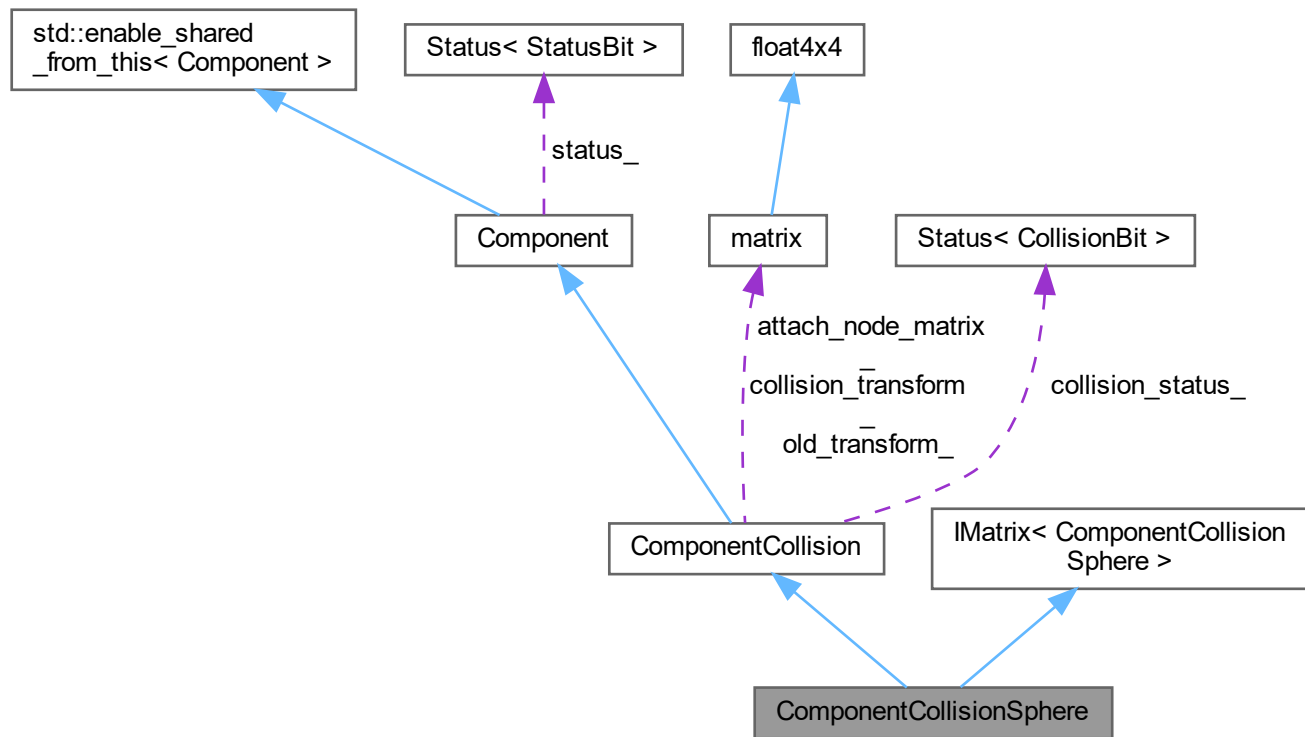 std::enable_shared
_from_this< Component >
Status< StatusBit >
float4x4
status_
Component
matrix
Status< CollisionBit >
attach_node_matrix
_
collision_transform
_
old_transform_
collision_status_
ComponentCollision
IMatrix< ComponentCollision
Sphere >
ComponentCollisionSphere